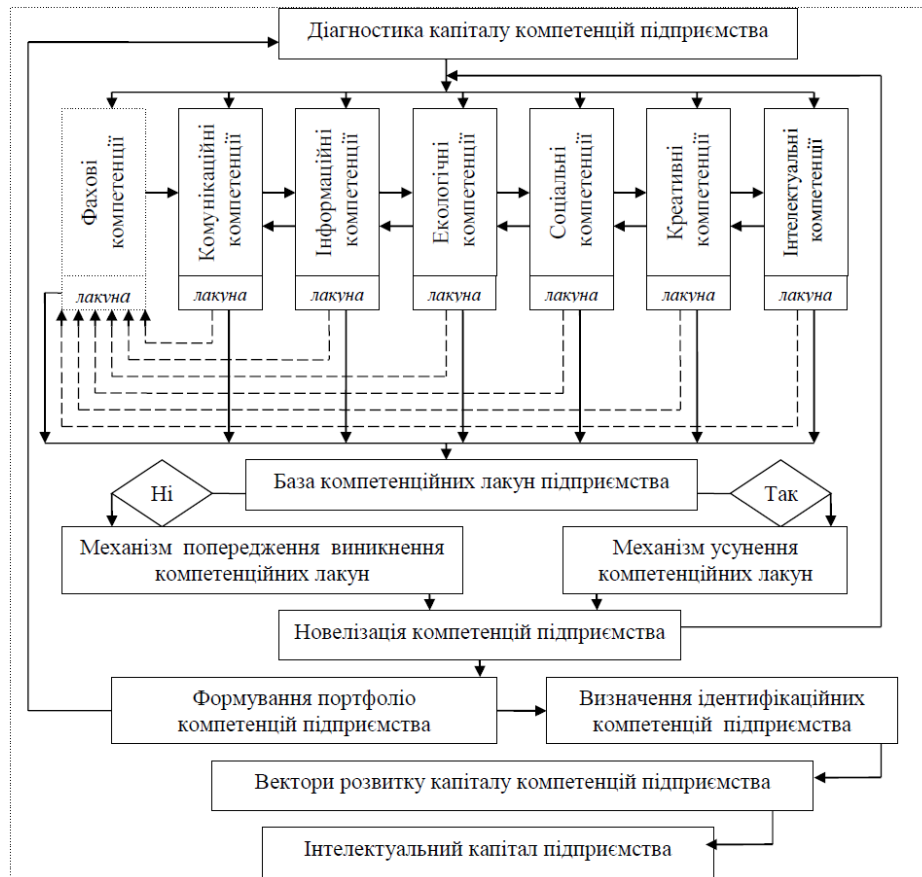 Діагностика капіталу компетенцій підприємства
Фахові
компетенції
Комунікаційні
компетенції
Інформаційні
компетенції
Екологічні
компетенції
Соціальні
компетенції
Креативні
компетенції
Інтелектуальні
компетенції
лакуна
лакуна
лакуна
лакуна
лакуна
лакуна
лакуна
База компетенційних лакун підприємства
Ні
Так
Механізм попередження виникнення
компетенційних лакун
Механізм усунення
компетенційних лакун
Новелізація компетенцій підприємства
Формування портфоліо
компетенцій підприємства
Визначення ідентифікаційних
компетенцій підприємства
Вектори розвитку капіталу компетенцій підприємства
Інтелектуальний капітал підприємства